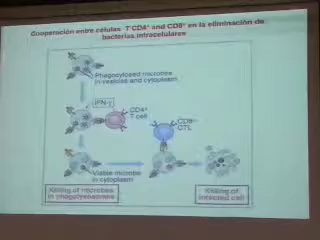 Cooperación entre células T CD4⁺ and CD8⁺ en la eliminación de
bacterias intracelulares
Phagocytosed microbes
in vesicles and cytoplasm
IFN-γ
CD4⁺
T cell
CD8⁺
CTL
Viable microbe
in cytoplasm
Killing of microbes
in phagolysosomes
Killing of
infected cell